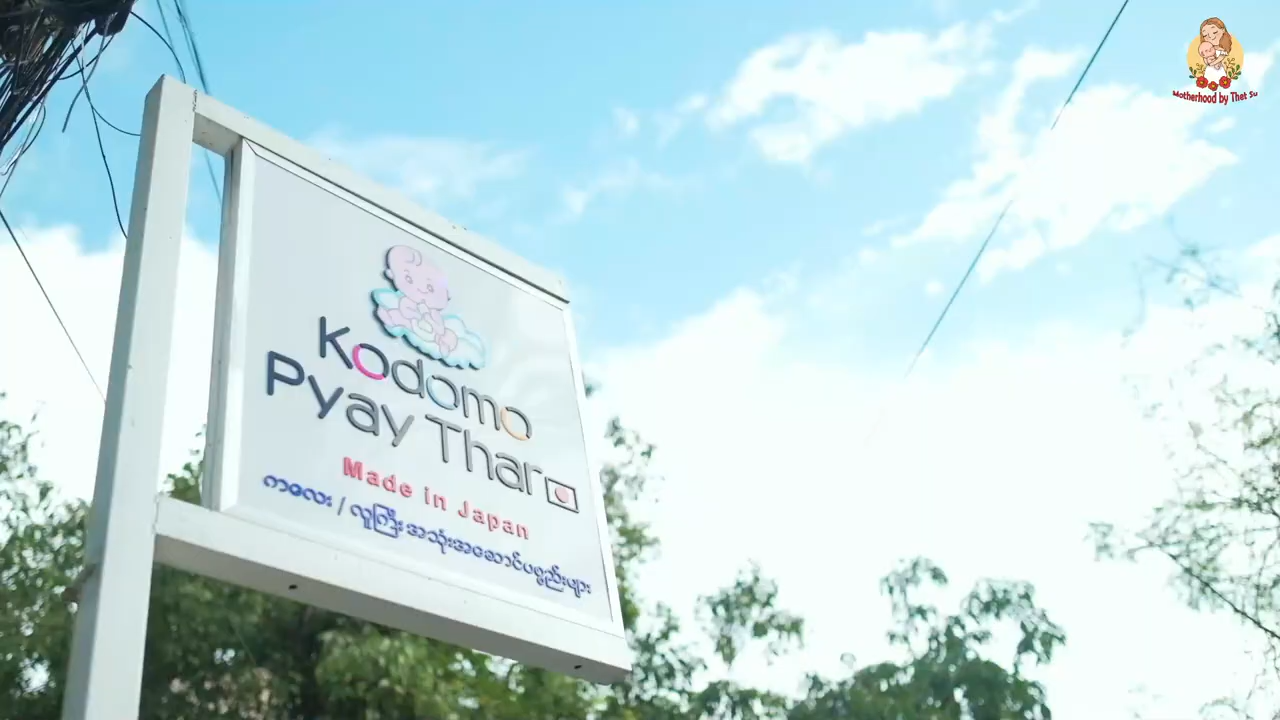 Motherhood by Thet Su
Kodomo
Pyay Thar
Made in Japan
ကလေး / လူကြီး အသုံးအဆောင်ပစ္စည်းများ